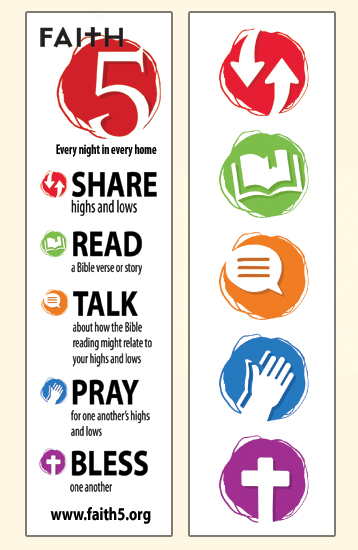 FAITH
5
Every night in every home
SHARE
highs and lows
READ
a Bible verse or story
TALK
about how the Bible
reading might relate to
your highs and lows
PRAY
for one another's highs
and lows
BLESS
one another
www.faith5.org